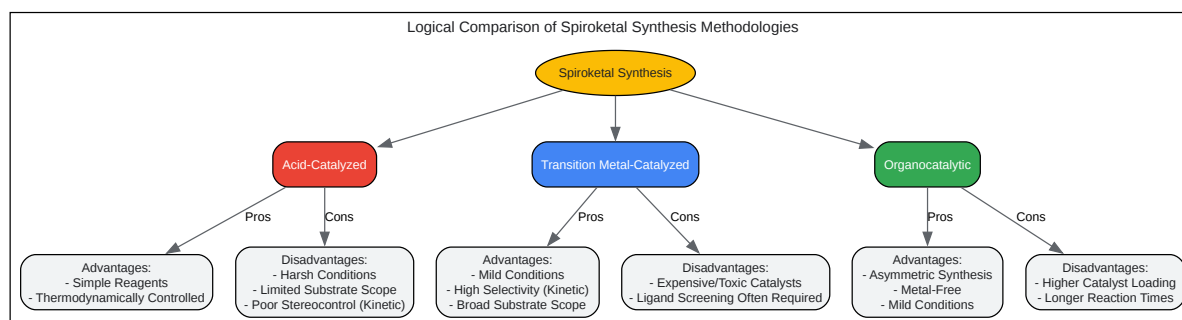 Logical Comparison of Spiroketal Synthesis Methodologies
Spiroketal Synthesis
Acid-Catalyzed
Transition Metal-Catalyzed
Organocatalytic
Pros
Cons
Pros
Cons
Pros
Cons
Advantages:
- Simple Reagents
- Thermodynamically Controlled
Disadvantages:
- Harsh Conditions
- Limited Substrate Scope
- Poor Stereocontrol (Kinetic)
Advantages:
- Mild Conditions
- High Selectivity (Kinetic)
- Broad Substrate Scope
Disadvantages:
- Expensive/Toxic Catalysts
- Ligand Screening Often Required
Advantages:
- Asymmetric Synthesis
- Metal-Free
- Mild Conditions
Disadvantages:
- Higher Catalyst Loading
- Longer Reaction Times